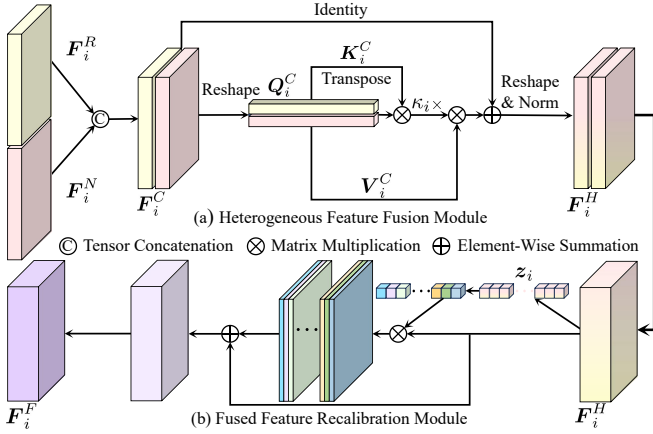 Identity
F_i^R
K_i^C
Reshape
Q_i^C
Transpose
κ_i×
Reshape
& Norm
F_i^N
V_i^C
F_i^C
F_i^H
(a) Heterogeneous Feature Fusion Module
© Tensor Concatenation ⊗ Matrix Multiplication ⊕ Element-Wise Summation
z_i
...
...
F_i^F
F_i^H
(b) Fused Feature Recalibration Module